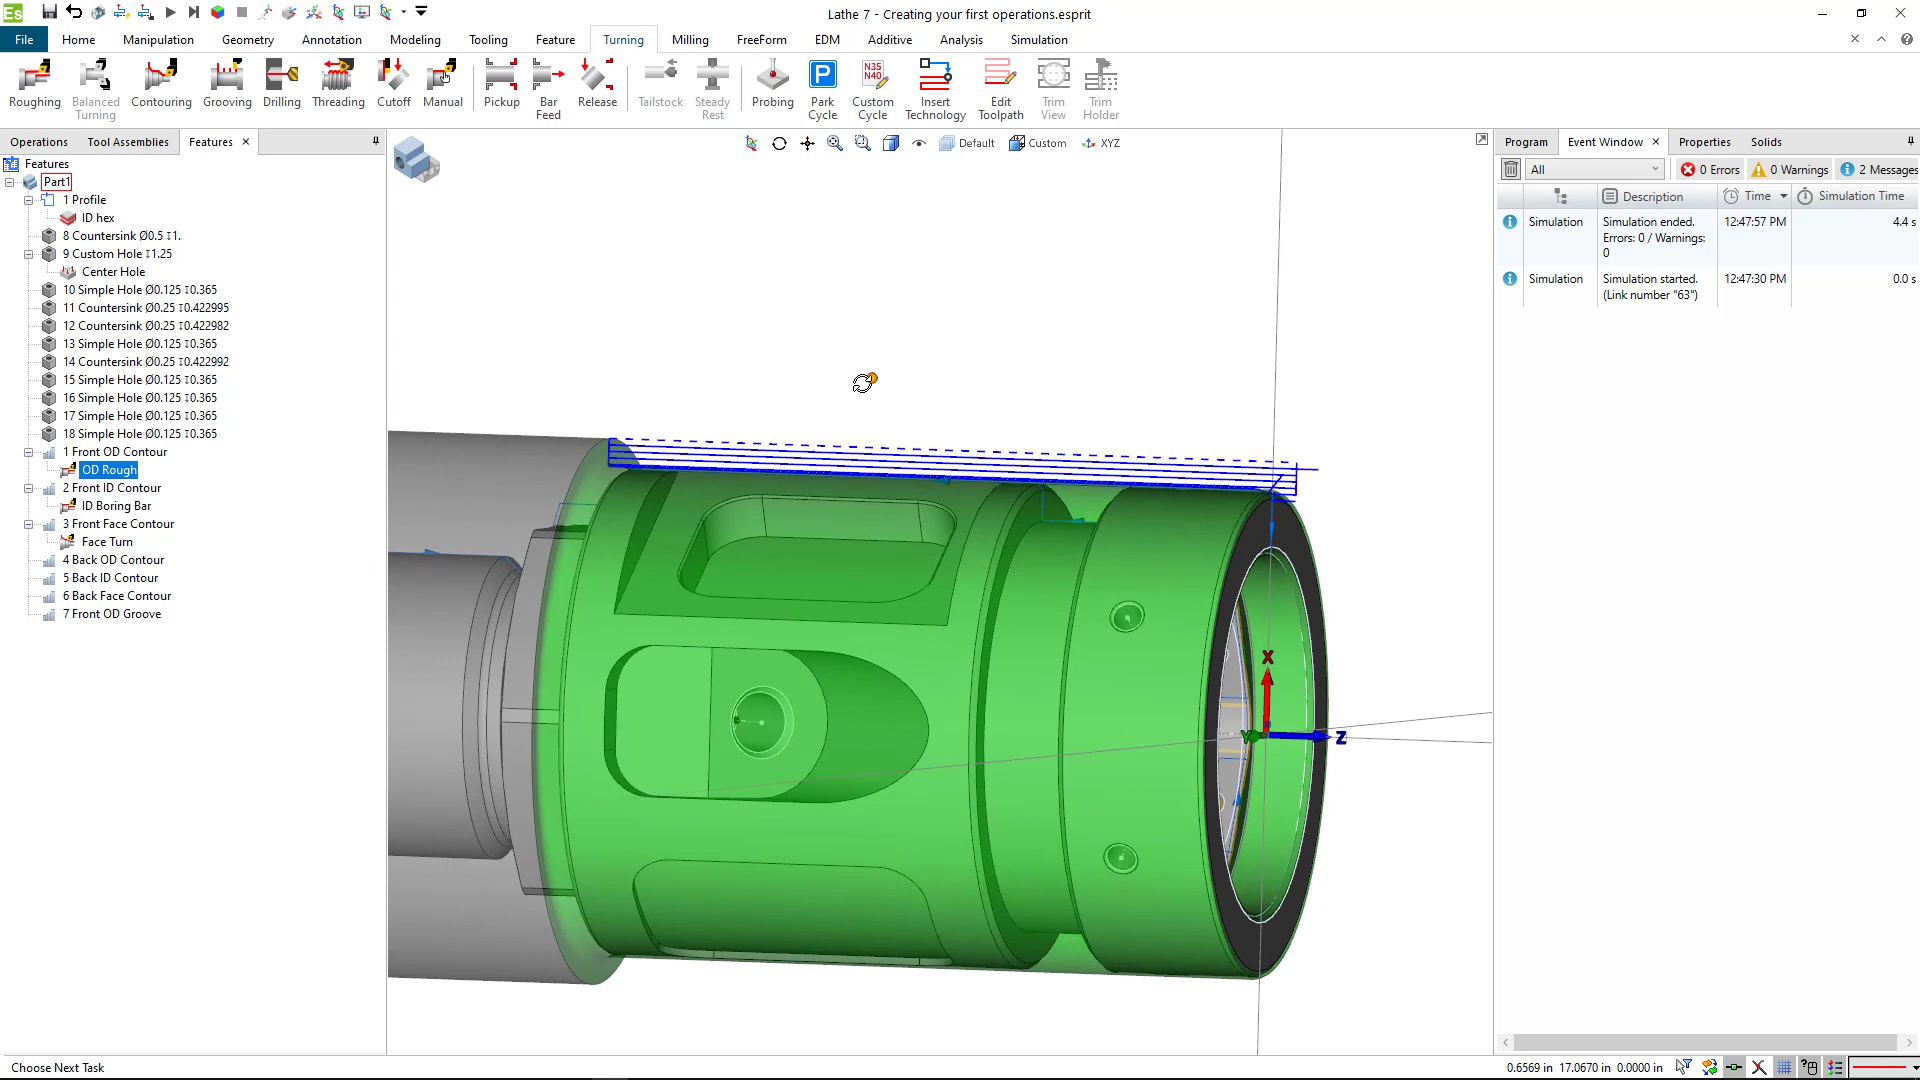 Es
Lathe 7 - Creating your first operations.esprit
File
Home
Manipulation
Geometry
Annotation
Modeling
Tooling
Feature
Turning
Milling
FreeForm
EDM
Additive
Analysis
Simulation
Roughing
Balanced
Turning
Contouring
Grooving
Drilling
Threading
Cutoff
Manual
Pickup
Bar
Feed
Release
Tailstock
Steady
Rest
Probing
P
Park
Cycle
N35
N40
Custom
Cycle
Insert
Technology
Edit
Toolpath
Trim
View
Trim
Holder
Operations
Tool Assemblies
Features
Features
Part1
1 Profile
ID hex
8 Countersink Ø0.5 ↧1.
9 Custom Hole ↧1.25
Center Hole
10 Simple Hole Ø0.125 ↧0.365
11 Countersink Ø0.25 ↧0.422995
12 Countersink Ø0.25 ↧0.422982
13 Simple Hole Ø0.125 ↧0.365
14 Countersink Ø0.25 ↧0.422992
15 Simple Hole Ø0.125 ↧0.365
16 Simple Hole Ø0.125 ↧0.365
17 Simple Hole Ø0.125 ↧0.365
18 Simple Hole Ø0.125 ↧0.365
1 Front OD Contour
OD Rough
2 Front ID Contour
ID Boring Bar
3 Front Face Contour
Face Turn
4 Back OD Contour
5 Back ID Contour
6 Back Face Contour
7 Front OD Groove
Default
Custom
XYZ
X
Y
Z
Program
Event Window
Properties
Solids
All
0 Errors
0 Warnings
2 Messages
Description
Time
Simulation Time
Simulation
Simulation ended.
Errors: 0 / Warnings:
0
12:47:57 PM
4.4 s
Simulation
Simulation started.
(Link number "63")
12:47:30 PM
0.0 s
Choose Next Task
0.6569 in 17.0670 in 0.0000 in